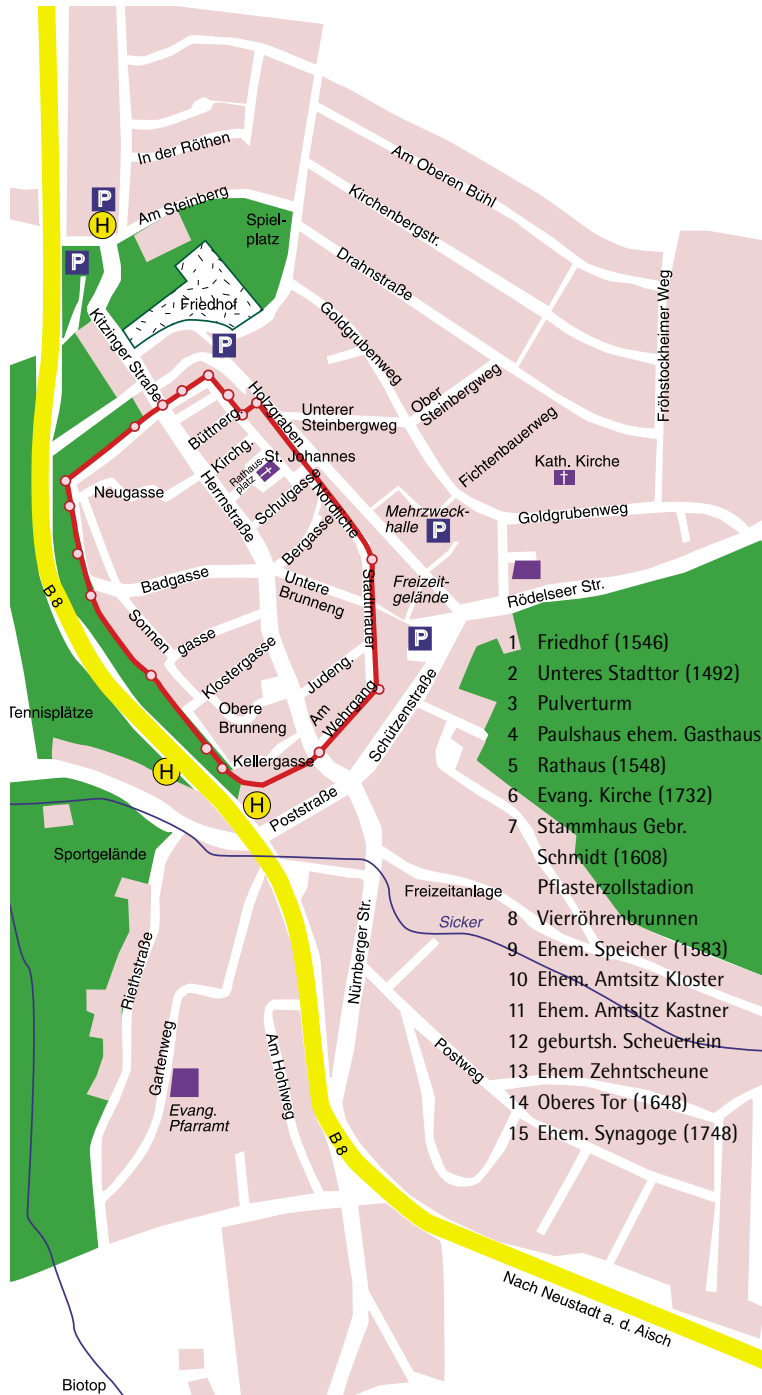 In der Röthen
Am Oberen Bühl
P
H
Am Steinberg
Kirchenbergstr.
Spiel-
platz
P
Drahnstraße
Friedhof
Fröhstockheimer Weg
Kitzinger Straße
P
Goldgrubenweg
Ober
Steinbergweg
Holzgraben
Unterer
Steinbergweg
Büttnerg.
Kirchg.
Rathaus-
platz
St. Johannes
Fichtenbauerweg
Kath. Kirche
Neugasse
Herrnstraße
Schulgasse
Nördliche
Mehrzweck-
halle
P
Goldgrubenweg
Bergasse
Badgasse
Untere
Brunneng.
Stadtmauer
Freizeit-
gelände
Rödelseer Str.
B 8
Sonnen
gasse
P
Klostergasse
Judeng.
Obere
Brunneng.
Am
Wehrgang
Schützenstraße
Tennisplätze
Kellergasse
H
H
Poststraße
Sportgelände
Freizeitanlage
Sicker
Nürnberger Str.
Riethstraße
Gartenweg
Am Hohlweg
Postweg
Evang.
Pfarramt
B 8
Nach Neustadt a. d. Aisch
Biotop
1 Friedhof (1546)
2 Unteres Stadttor (1492)
3 Pulverturm
4 Paulshaus ehem. Gasthaus
5 Rathaus (1548)
6 Evang. Kirche (1732)
7 Stammhaus Gebr.
Schmidt (1608)
Pflasterzollstadion
8 Vierröhrenbrunnen
9 Ehem. Speicher (1583)
10 Ehem. Amtsitz Kloster
11 Ehem. Amtsitz Kastner
12 geburtsh. Scheuerlein
13 Ehem Zehntscheune
14 Oberes Tor (1648)
15 Ehem. Synagoge (1748)